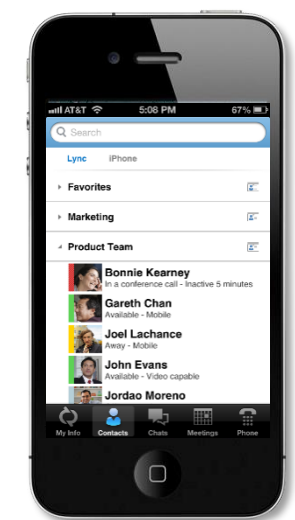 AT&T 5:08 PM 67%
Search
Lync iPhone
Favorites
Marketing
Product Team
Bonnie Kearney
In a conference call - Inactive 5 minutes
Gareth Chan
Available - Mobile
Joel Lachance
Away - Mobile
John Evans
Available - Video capable
Jordao Moreno
My Info Contacts Chats Meetings Phone